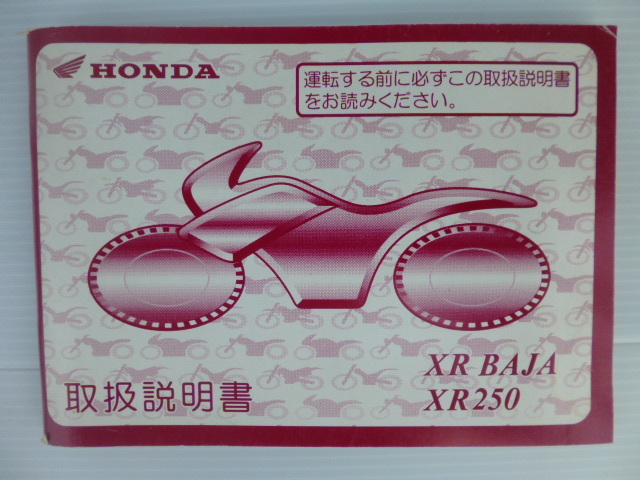 HONDA
運転する前に必ずこの取扱説明書
をお読みください。
XR BAJA
取扱説明書
XR250